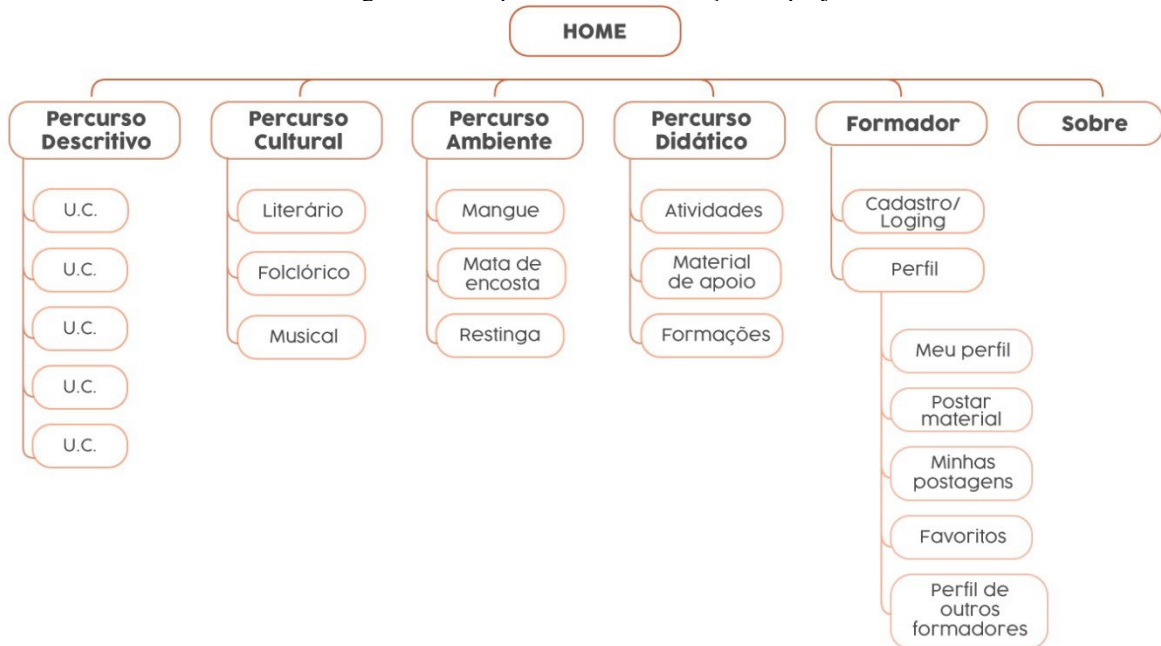 HOME
Percurso
Descritivo
Percurso
Cultural
Percurso
Ambiente
Percurso
Didático
Formador
Sobre
U.C.
U.C.
U.C.
U.C.
U.C.
Literário
Folclórico
Musical
Mangue
Mata de
encosta
Restinga
Atividades
Material
de apoio
Formações
Cadastro/
Loging
Perfil
Meu perfil
Postar
material
Minhas
postagens
Favoritos
Perfil de
outros
formadores